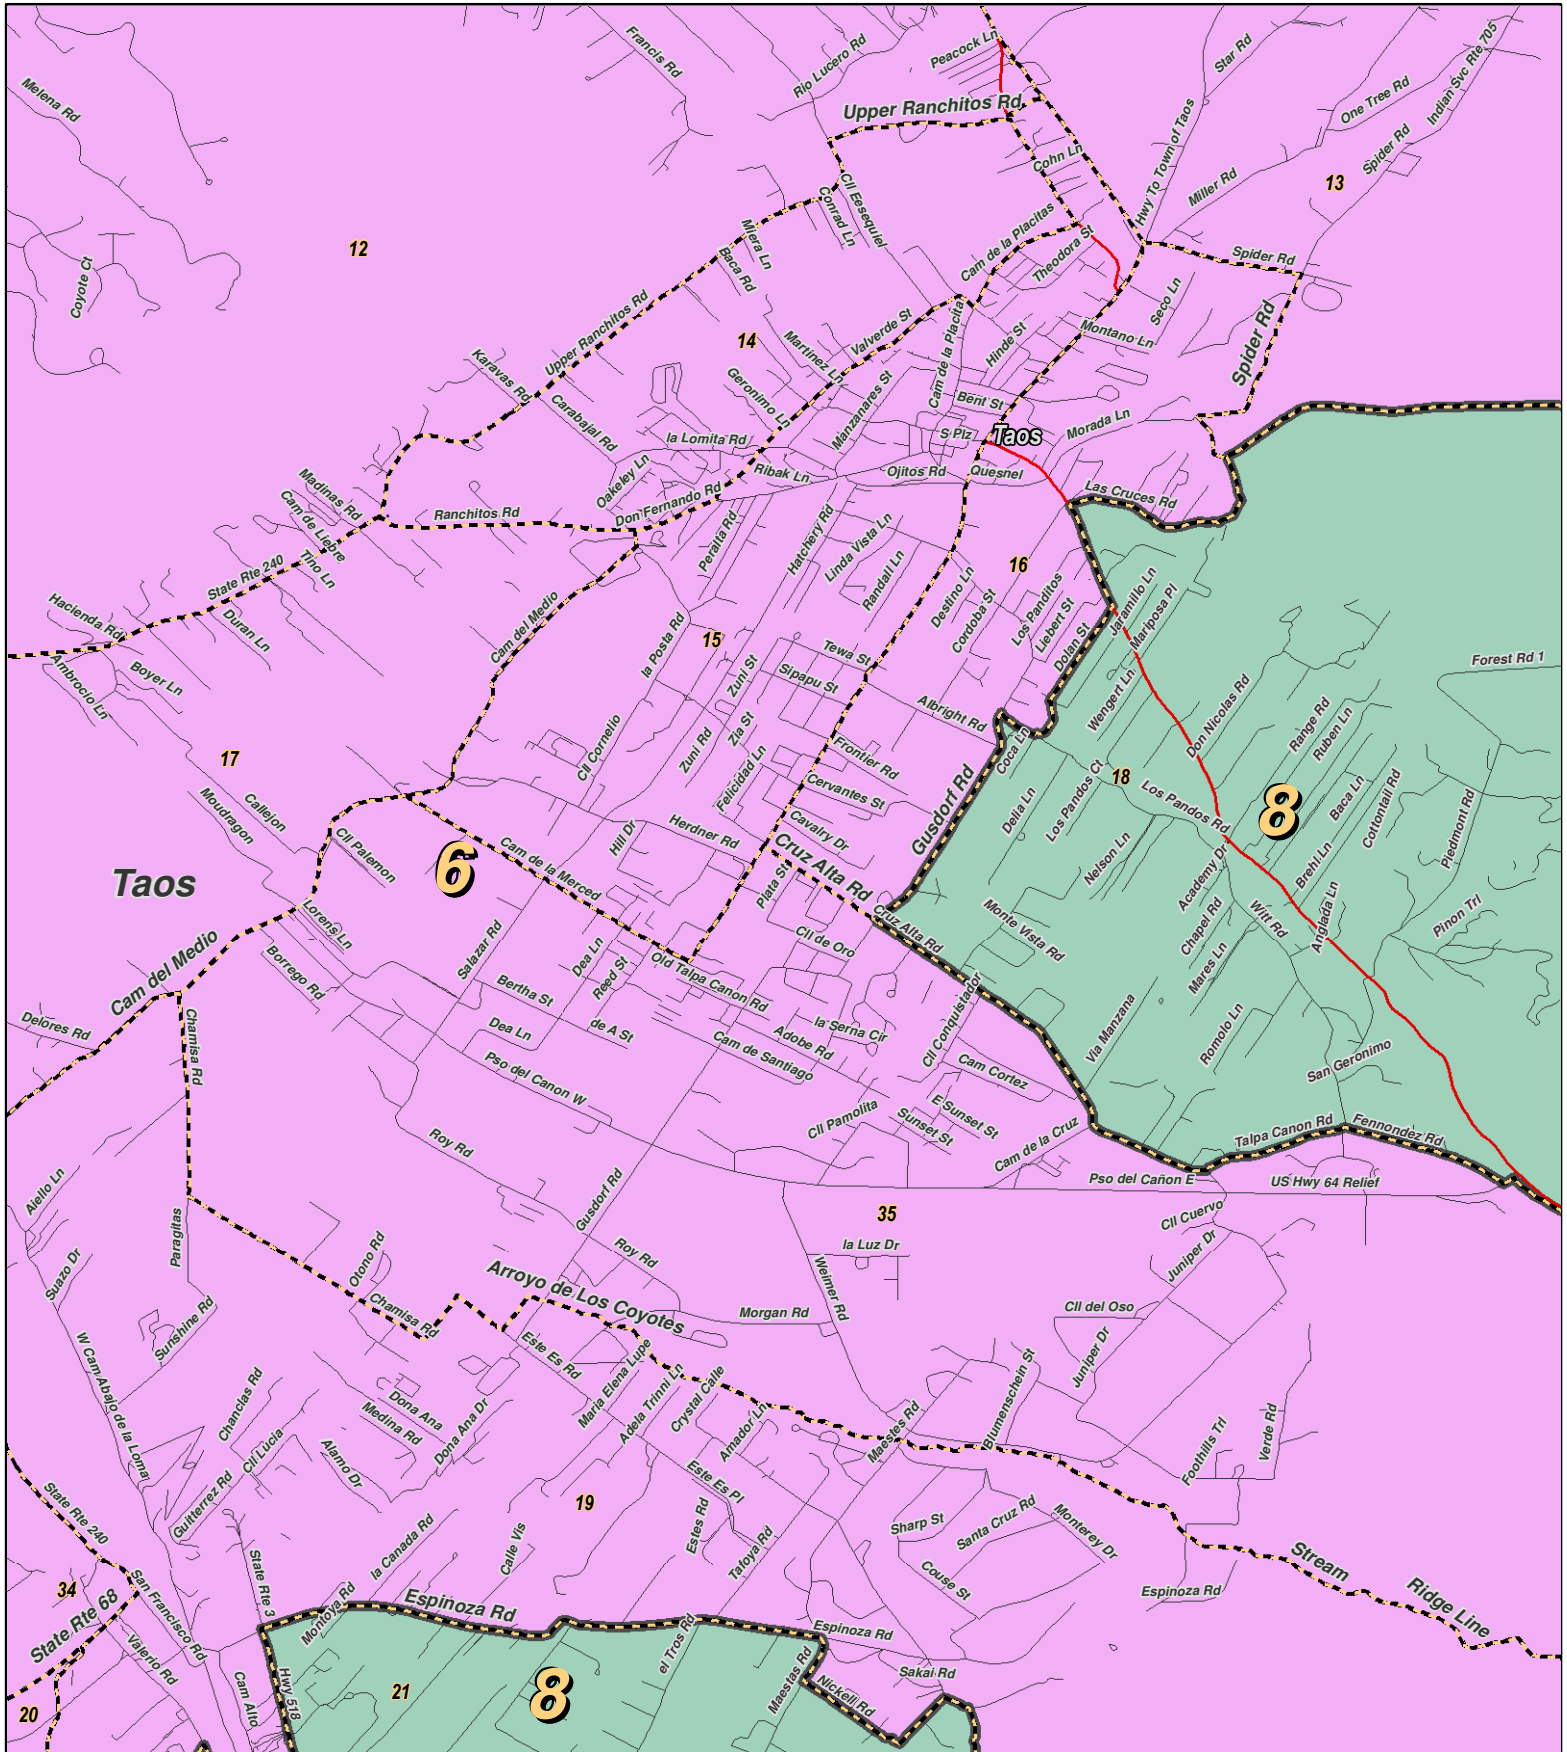 Francis Rd
Rio Lucero Rd
Peacock Ln
Star Rd
Indian Svc Rte 705
Melena Rd
Upper Ranchitos Rd
One Tree Rd
Hwy To Town of Taos
Spider Rd
Cohn Ln
13
Miller Rd
Cll Eesequiel
Conrad Ln
12
Miera Ln
Baca Rd
Cam de la Placitas
Theodora St
Spider Rd
Coyote Ct
Seco Ln
Upper Ranchitos Rd
14
Valverde St
Montano Ln
Hinde St
Cam de la Placita
Spider Rd
Martinez Ln
Karavas Rd
Geronimo Ln
Manzanares St
Carabajal Rd
Bent St
Morada Ln
la Lomita Rd
S Plz
Taos
Oakeley Ln
Ribak Ln
Ojitos Rd
Quesnel
Madinas Rd
Cam de Liebre
Las Cruces Rd
Ranchitos Rd
Don Fernando Rd
Peralta Rd
Hatchery Rd
Linda Vista Ln
Randall Ln
Tino Ln
State Rte 240
16
Destino Ln
Cordoba St
Los Panditos
Liebert St
Dolan St
Jaramillo Ln
Mariposa Pl
Hacienda Rd
Duran Ln
Cam del Medio
la Posta Rd
15
Tewa St
Sipapu St
Zuni St
Forest Rd 1
Ambrocio Ln
Boyer Ln
Wengert Ln
Albright Rd
Don Nicolas Rd
Range Rd
Ruben Ln
Zia St
Cll Cornelio
Zuni Rd
Frontier Rd
Coca Ln
17
18
Felicidad Ln
Cervantes St
Gusdorf Rd
Delia Ln
Los Pandos Ct
Los Pandos Rd
8
Baca Ln
Cottontail Rd
Piedmont Rd
Moudragon
Callejon
Cll Palemon
Hill Dr
Herdner Rd
Cavalry Dr
Cruz Alta Rd
Nelson Ln
Academy Dr
Brehl Ln
Cam de la Merced
6
Taos
Plata St
Cruz Alta Rd
Monte Vista Rd
Chapel Rd
Witt Rd
Anglada Ln
Pinon Trl
Lorens Ln
Salazar Rd
Cll de Oro
Cam del Medio
Borrego Rd
Dea Ln
Reed St
Old Talpa Canon Rd
Mares Ln
Bertha St
Delores Rd
Chamisa Rd
Dea Ln
de A St
la Serna Cir
Adobe Rd
Cll Conquistador
Via Manzana
Romolo Ln
Cam de Santiago
San Geronimo
Pso del Canon W
Cam Cortez
E Sunset St
Sunset St
Cll Pamolita
Roy Rd
Cam de la Cruz
Talpa Canon Rd
Fennondez Rd
Aiello Ln
Pso del Cañon E
US Hwy 64 Relief
Gusdorf Rd
35
Paragitas
Cll Cuervo
Suazo Dr
Otono Rd
Roy Rd
la Luz Dr
Juniper Dr
Weimer Rd
Arroyo de Los Coyotes
Chamisa Rd
Morgan Rd
Cll del Oso
Sunshine Rd
W Cam Abajo de la Loma
Este Es Rd
Maria Elena Lupe
Adela Trinni Ln
Crystal Calle
Amador Ln
Juniper Dr
Blumenschein St
Chanclas Rd
Dona Ana
Medina Rd
Dona Ana Dr
Maestes Rd
Foothills Trl
Verde Rd
Cll Lucia
Alamo Dr
Este Es Pl
Guitterrez Rd
19
State Rte 240
Estes Rd
Tafoya Rd
Sharp St
Santa Cruz Rd
Monterey Dr
la Canada Rd
Calle Vis
State Rte 3
Couse St
Stream
Ridge Line
Espinoza Rd
34
State Rte 68
San Francisco Rd
Montoya Rd
Espinoza Rd
el Tros Rd
Espinoza Rd
Valerio Rd
Sakai Rd
Maestas Rd
Nickell Rd
Cam Alto
Hwy 518
21
8
20